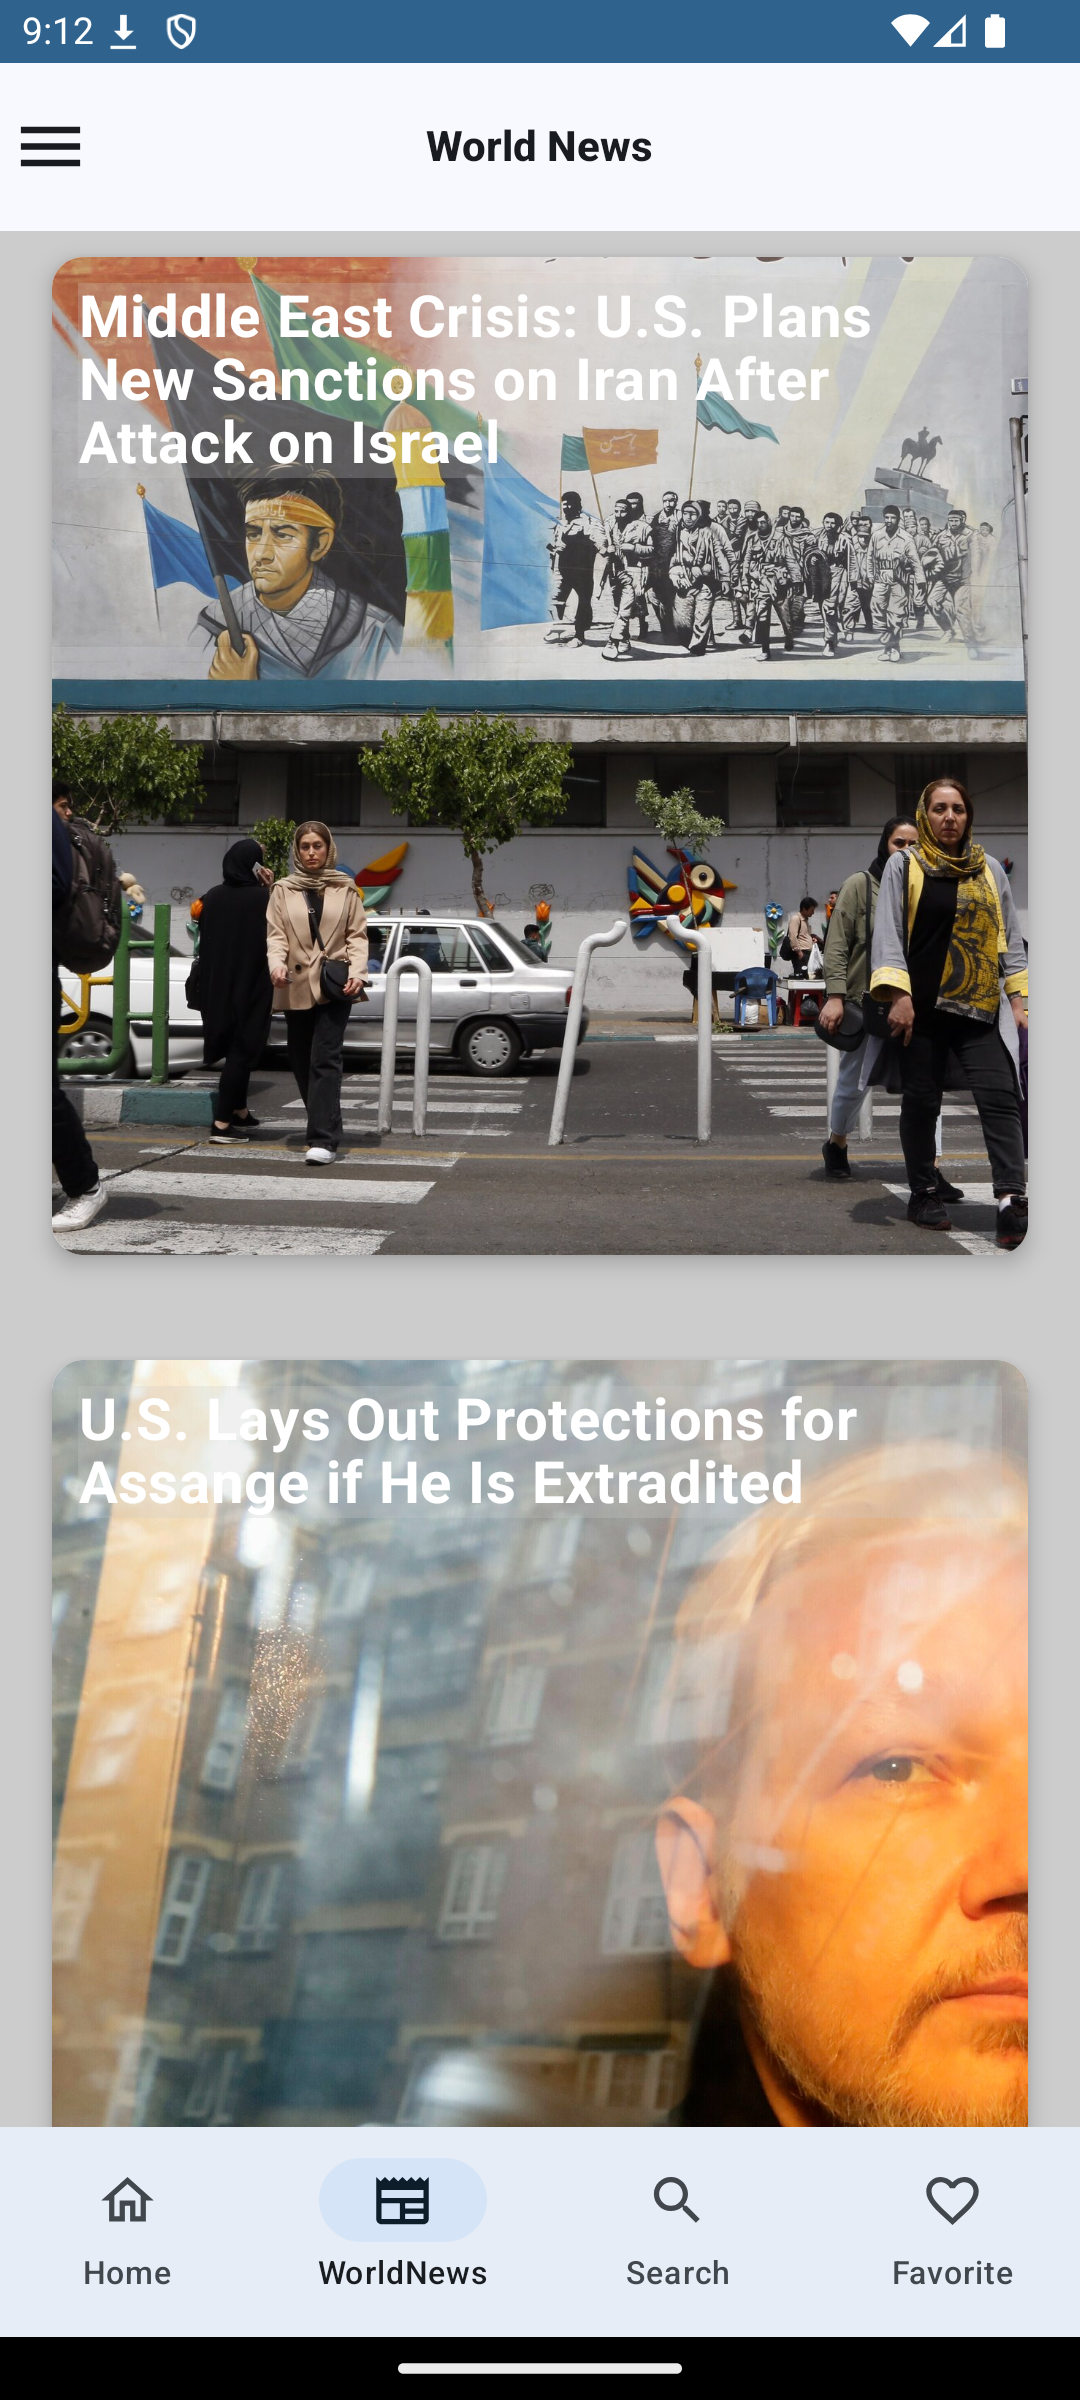 9:12
World News
Middle East Crisis: U.S. Plans
New Sanctions on Iran After
Attack on Israel
U.S. Lays Out Protections for
Assange if He Is Extradited
Home
WorldNews
Search
Favorite